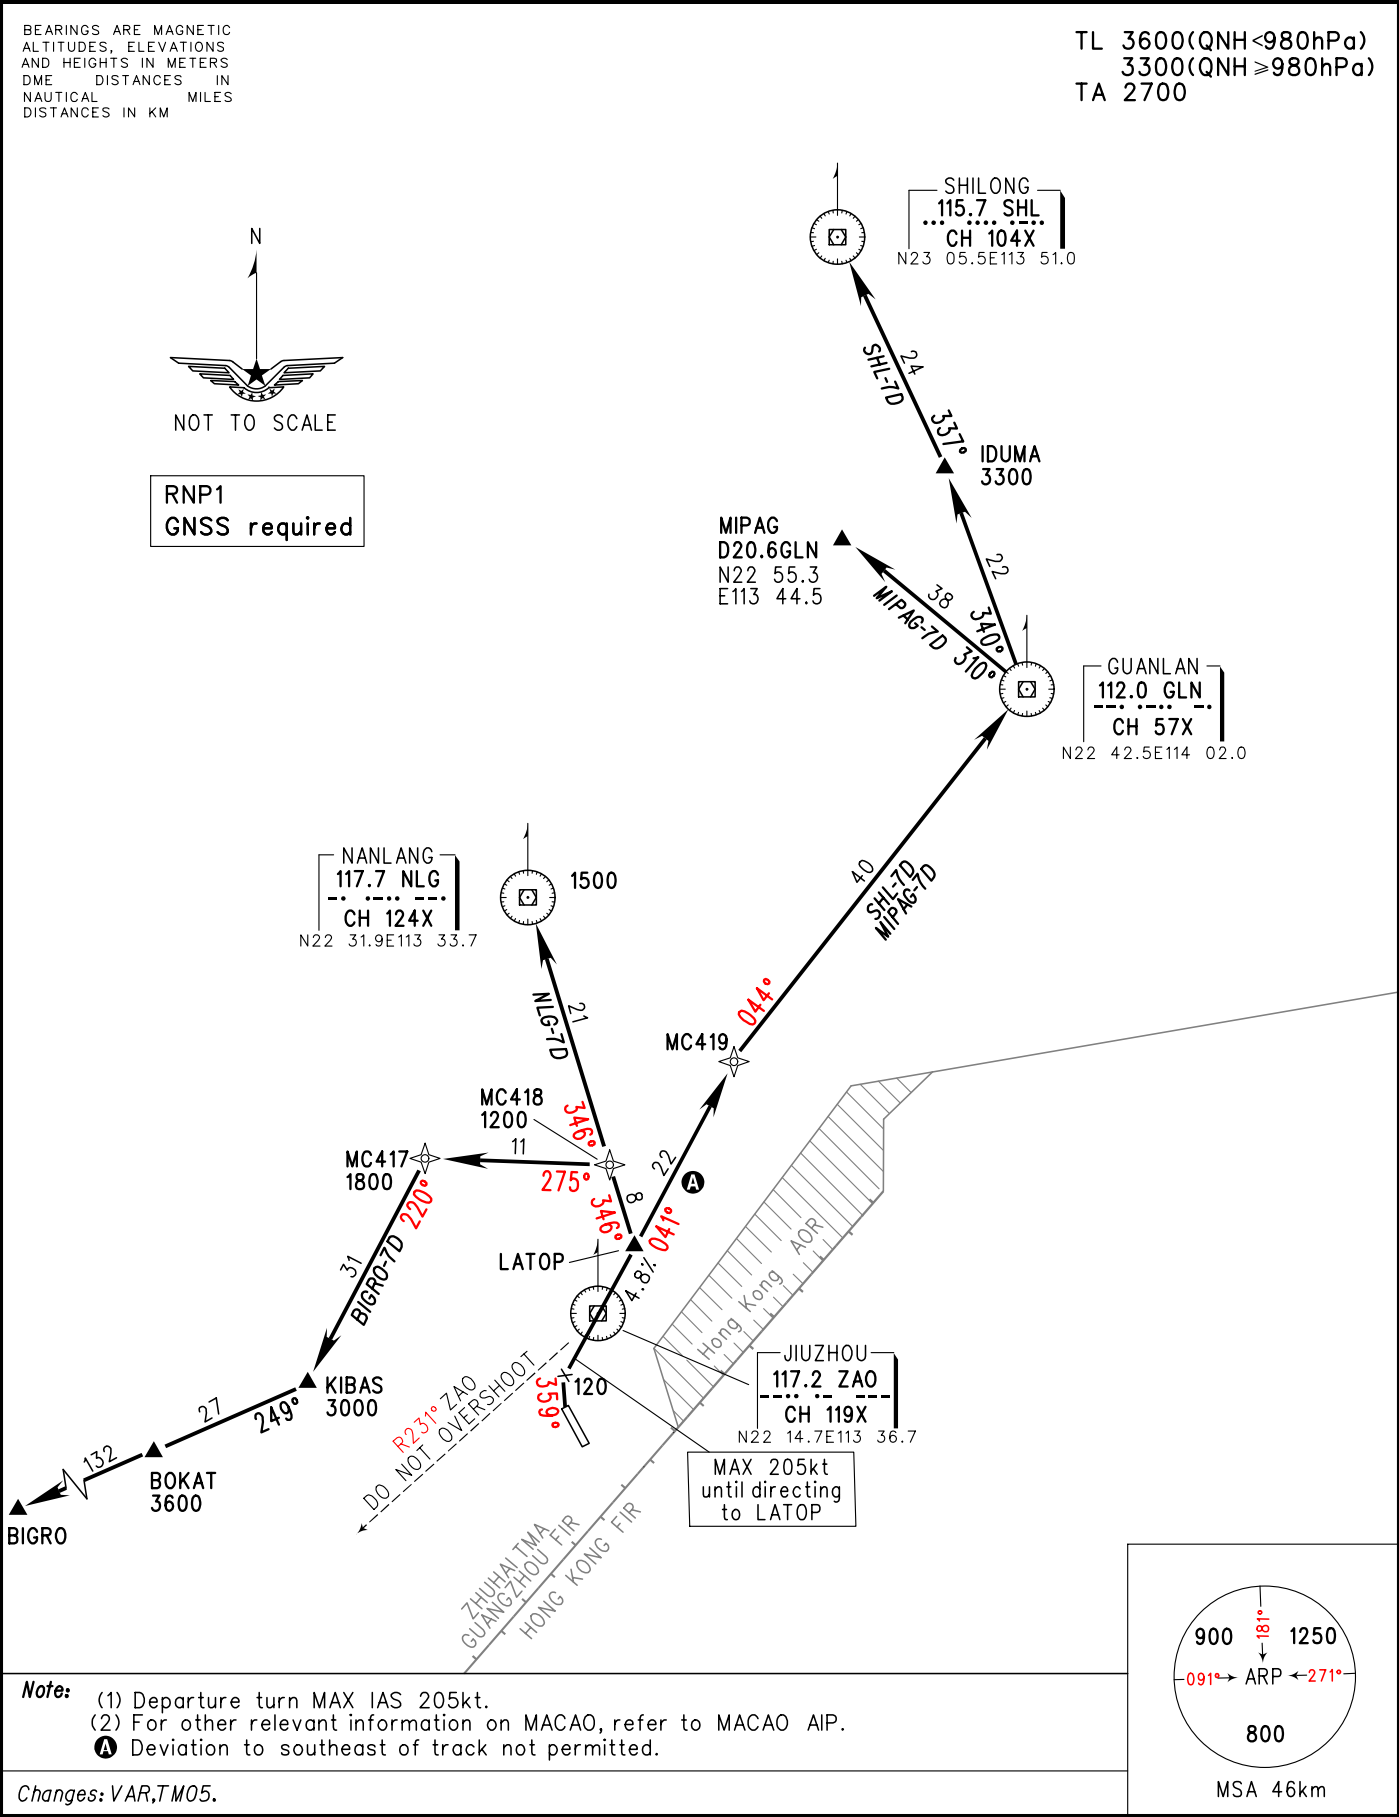 BEARINGS ARE MAGNETIC
ALTITUDES, ELEVATIONS
AND HEIGHTS IN METERS
DME DISTANCES IN
NAUTICAL MILES
DISTANCES IN KM
TL 3600(QNH<980hPa)
3300(QNH≥980hPa)
TA 2700
N
NOT TO SCALE
RNP1
GNSS required
SHILONG
115.7 SHL
CH 104X
N23 05.5E113 51.0
24
SHL-7D
337°
IDUMA
3300
MIPAG
D20.6GLN
N22 55.3
E113 44.5
22
38
MIPAG-7D
340°
310°
GUANLAN
112.0 GLN
CH 57X
N22 42.5E114 02.0
40
SHL-7D
MIPAG-7D
NANLANG
117.7 NLG
CH 124X
N22 31.9E113 33.7
1500
21
NLG-7D
044°
MC419
MC418
1200
346°
11
MC417
1800
275°
22
A
8
346°
041°
220°
LATOP
4.8%
31
BIGRO-7D
Hong Kong AOR
JIUZHOU
117.2 ZAO
CH 119X
N22 14.7E113 36.7
120
359°
R231° ZAO
DO NOT OVERSHOOT
KIBAS
3000
27
249°
132
BOKAT
3600
BIGRO
MAX 205kt
until directing
to LATOP
ZHUHAI TMA
GUANGZHOU FIR
HONG KONG FIR
900
181°
1250
091°
ARP
271°
800
MSA 46km
Note:
(1) Departure turn MAX IAS 205kt.
(2) For other relevant information on MACAO, refer to MACAO AIP.
A Deviation to southeast of track not permitted.
Changes: VAR,TM05.